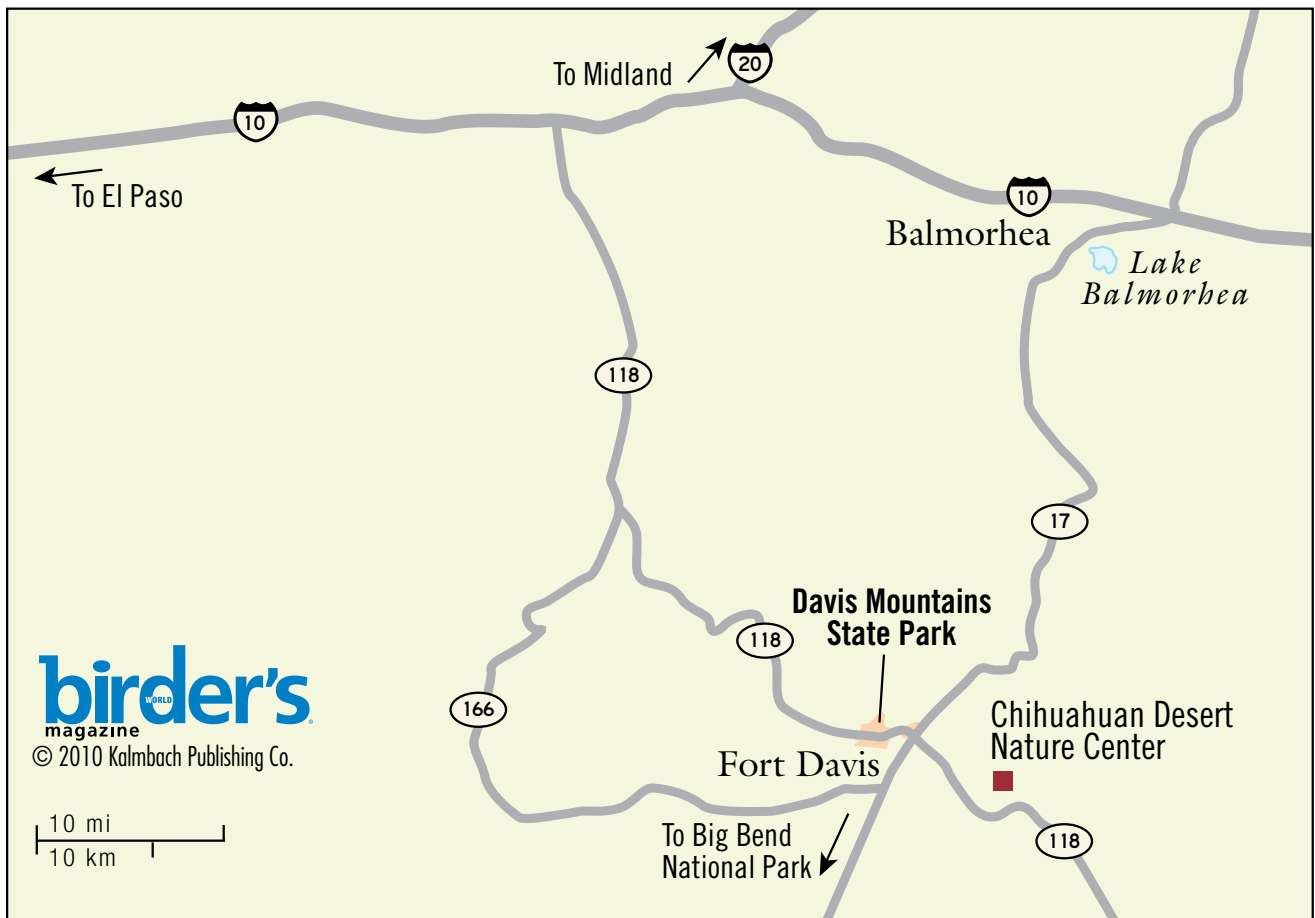 To Midland
20
10
To El Paso
10
Balmorhea
Lake
Balmorhea
118
17
Davis Mountains
State Park
118
166
Chihuahuan Desert
Nature Center
Fort Davis
To Big Bend
National Park
118
birder's
WORLD
magazine
© 2010 Kalmbach Publishing Co.
10 mi
10 km